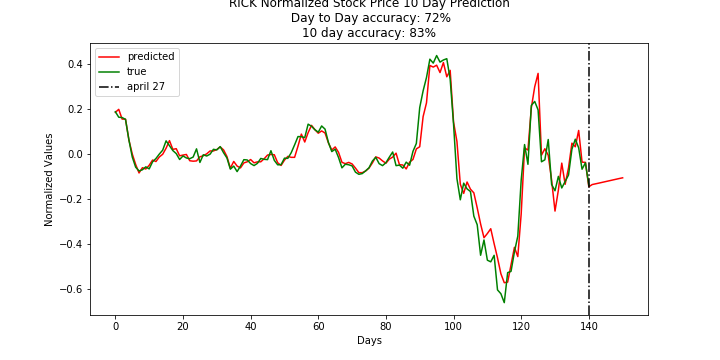 RICK Normalized Stock Price 10 Day Prediction
Day to Day accuracy: 72%
10 day accuracy: 83%
predicted
true
april 27
Normalized Values
0.4
0.2
0.0
−0.2
−0.4
−0.6
0 20 40 60 80 100 120 140
Days